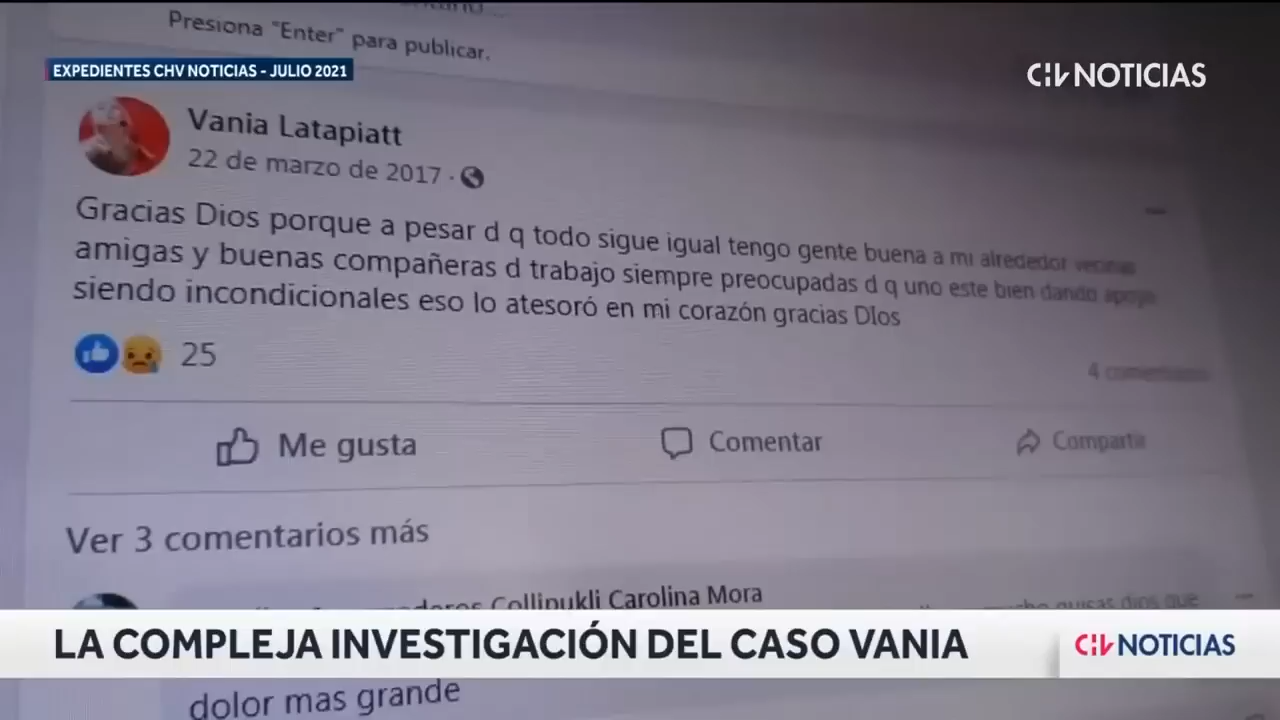 Presiona "Enter" para publicar.
EXPEDIENTES CHV NOTICIAS - JULIO 2021
CHV NOTICIAS
Vania Latapiatt
22 de marzo de 2017 ·
Gracias Dios porque a pesar d q todo sigue igual tengo gente buena a mi alrededor vecinas
amigas y buenas compañeras d trabajo siempre preocupadas d q uno este bien dando apoyo
siendo incondicionales eso lo atesoró en mi corazón gracias DIos
25
4 comentarios
Me gusta
Comentar
Compartir
Ver 3 comentarios más
Collipukli Carolina Mora
quisas dios que
LA COMPLEJA INVESTIGACIÓN DEL CASO VANIA
CHV NOTICIAS
dolor mas grande